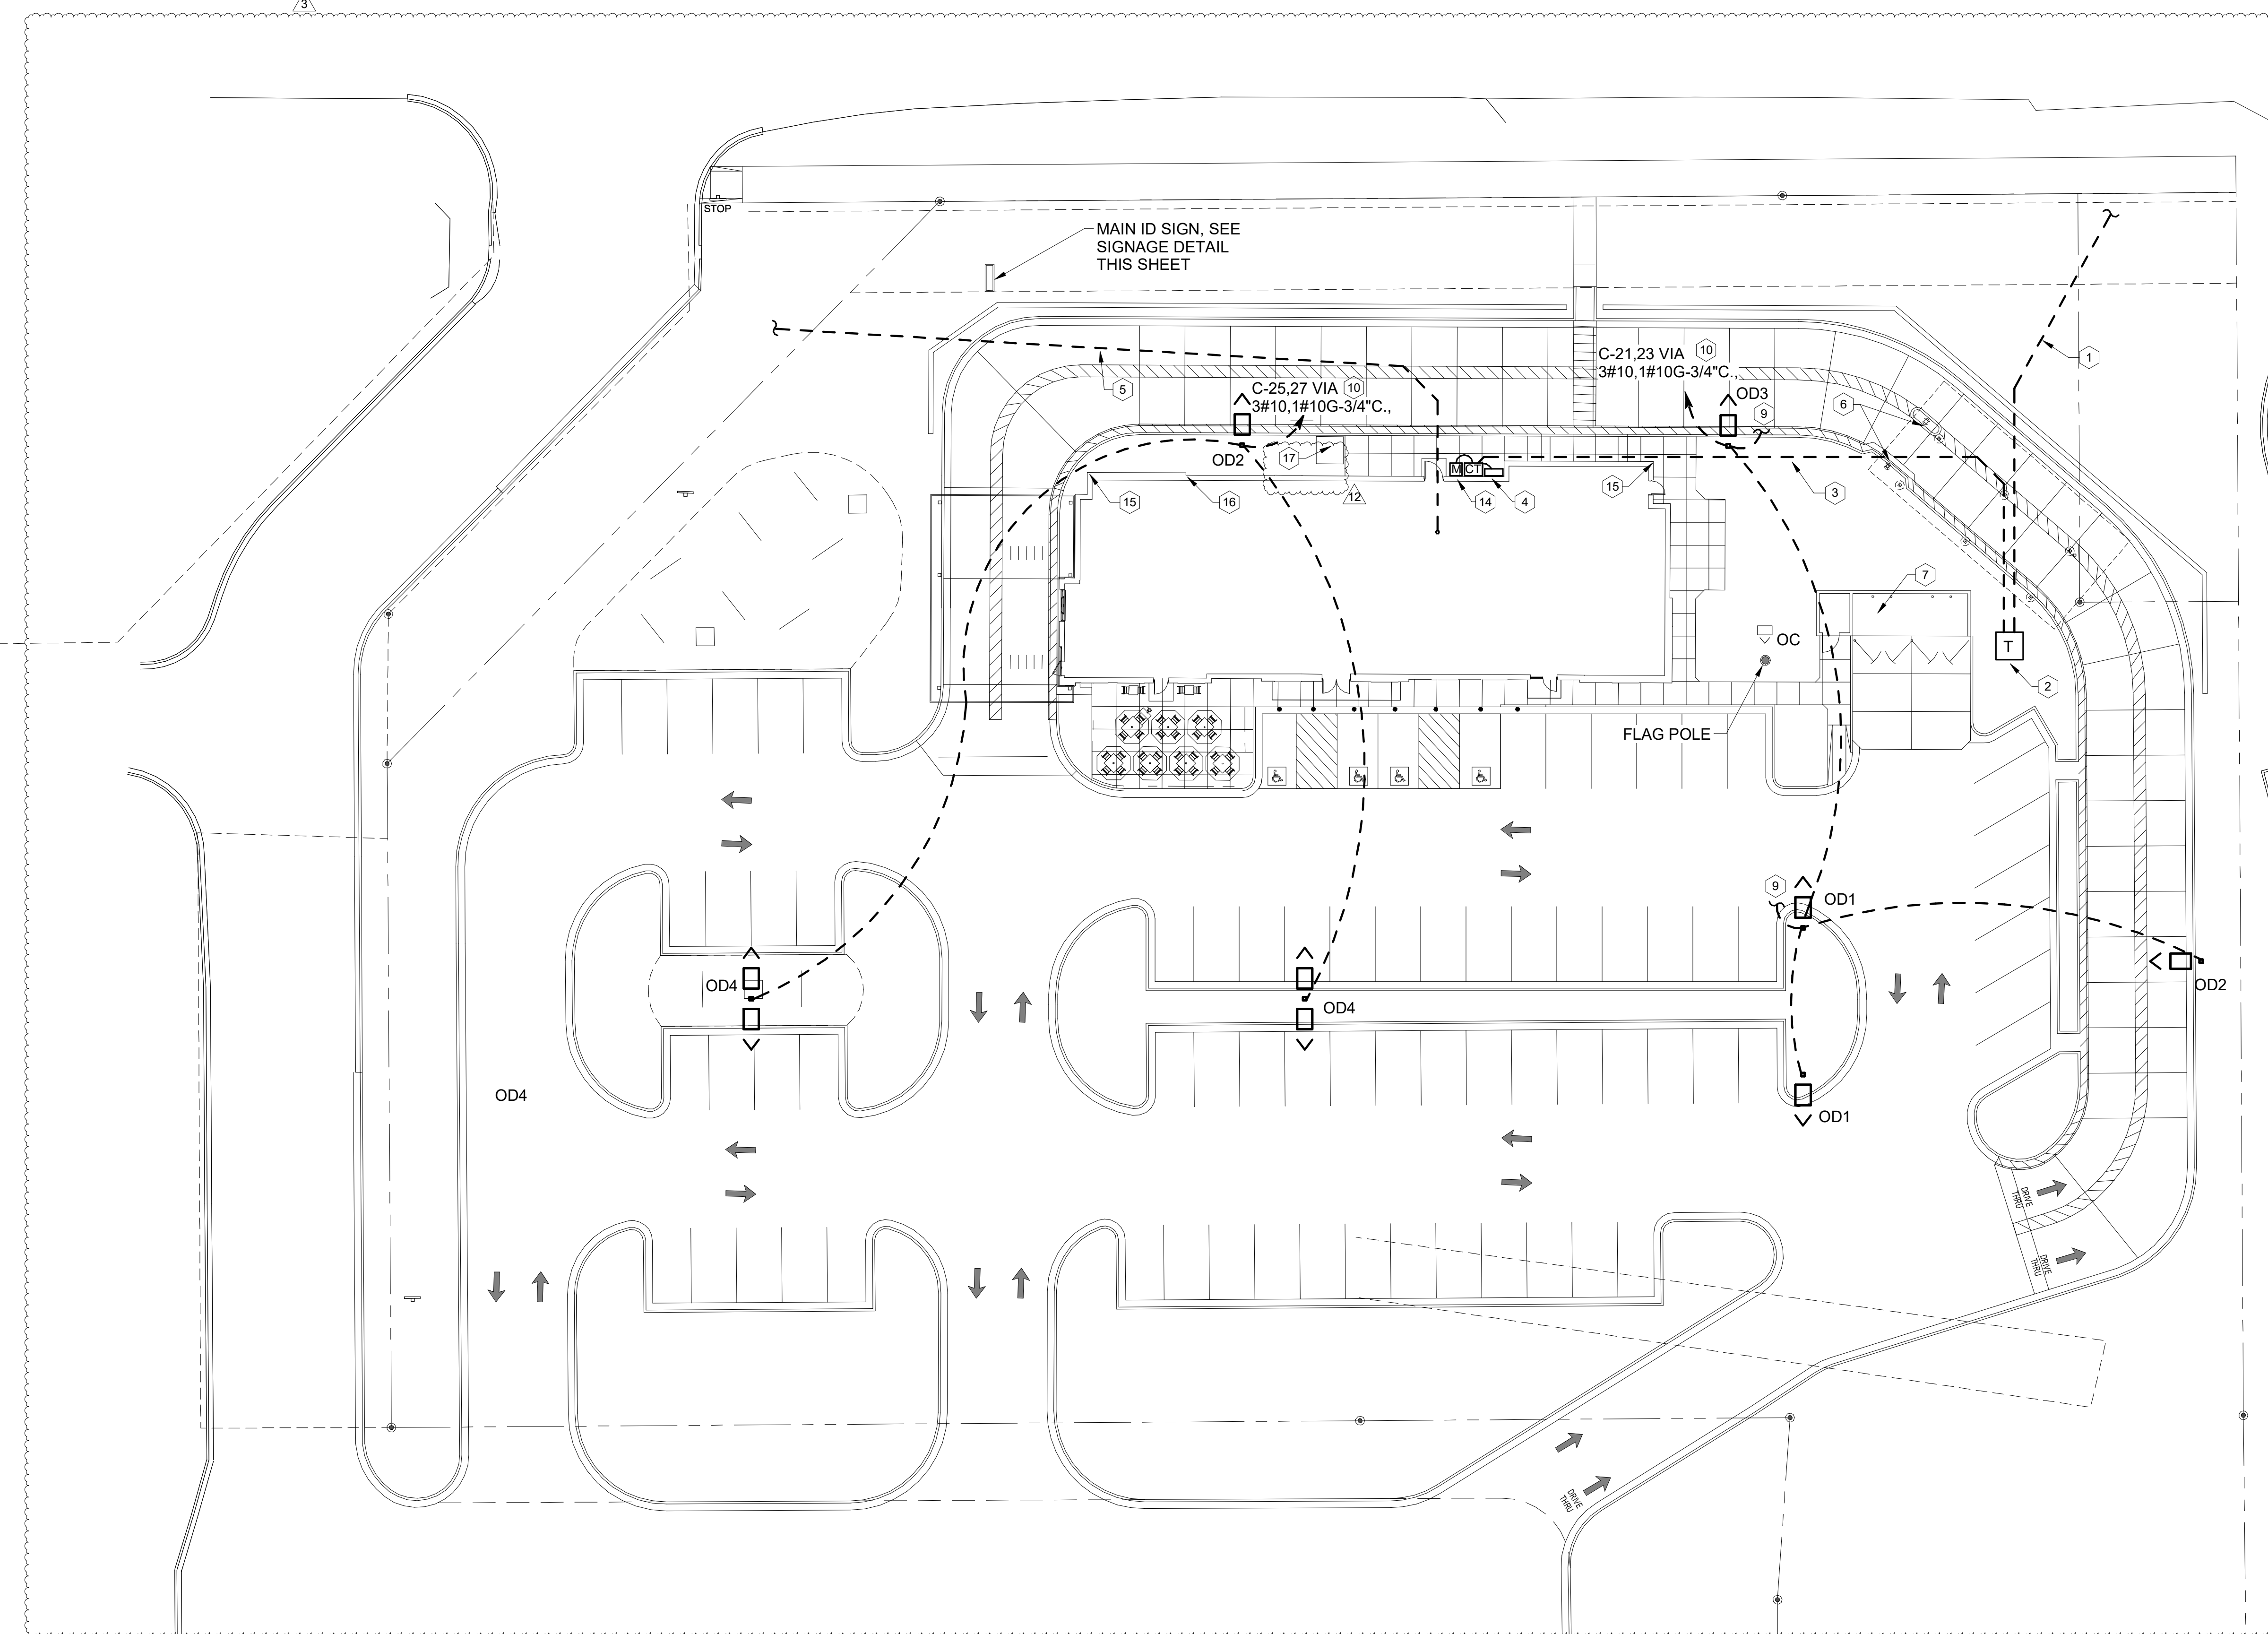 3
STOP
MAIN ID SIGN, SEE
SIGNAGE DETAIL
THIS SHEET
1
C-21,23 VIA
10
3#10,1#10G-3/4"C.,
5
C-25,27 VIA
10
3#10,1#10G-3/4"C.,
OD3
9
6
OD2
17
12
15
16
M
CT
14
4
15
3
7
OC
T
2
FLAG POLE
9
OD1
OD4
OD4
OD2
OD4
OD1
DRIVE
THRU
DRIVE
THRU
DRIVE
THRU